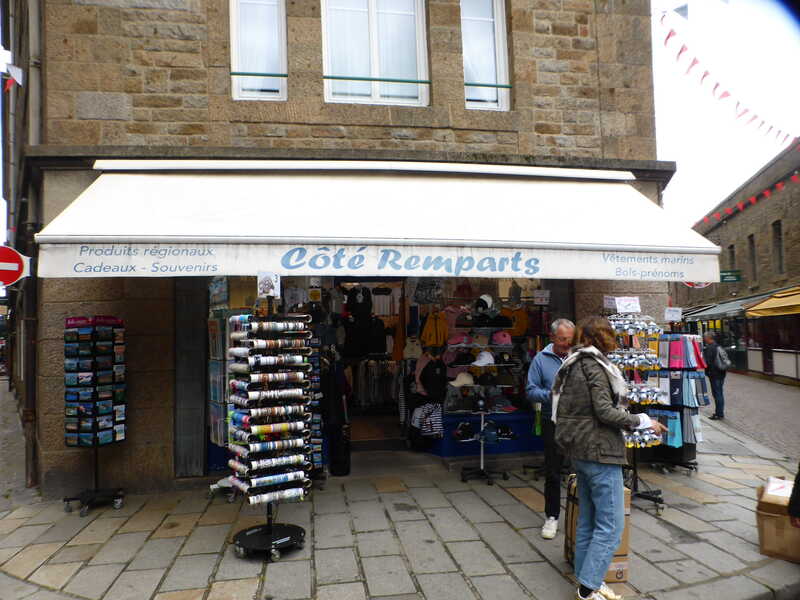 Produits régionaux
Cadeaux - Souvenirs
Côté Remparts
Vêtements marins
Bols-prénoms